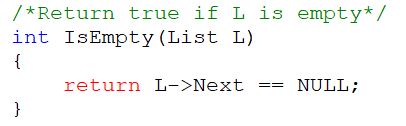 /*Return true if L is empty*/
int IsEmpty(List L)
{
    return L->Next == NULL;
}